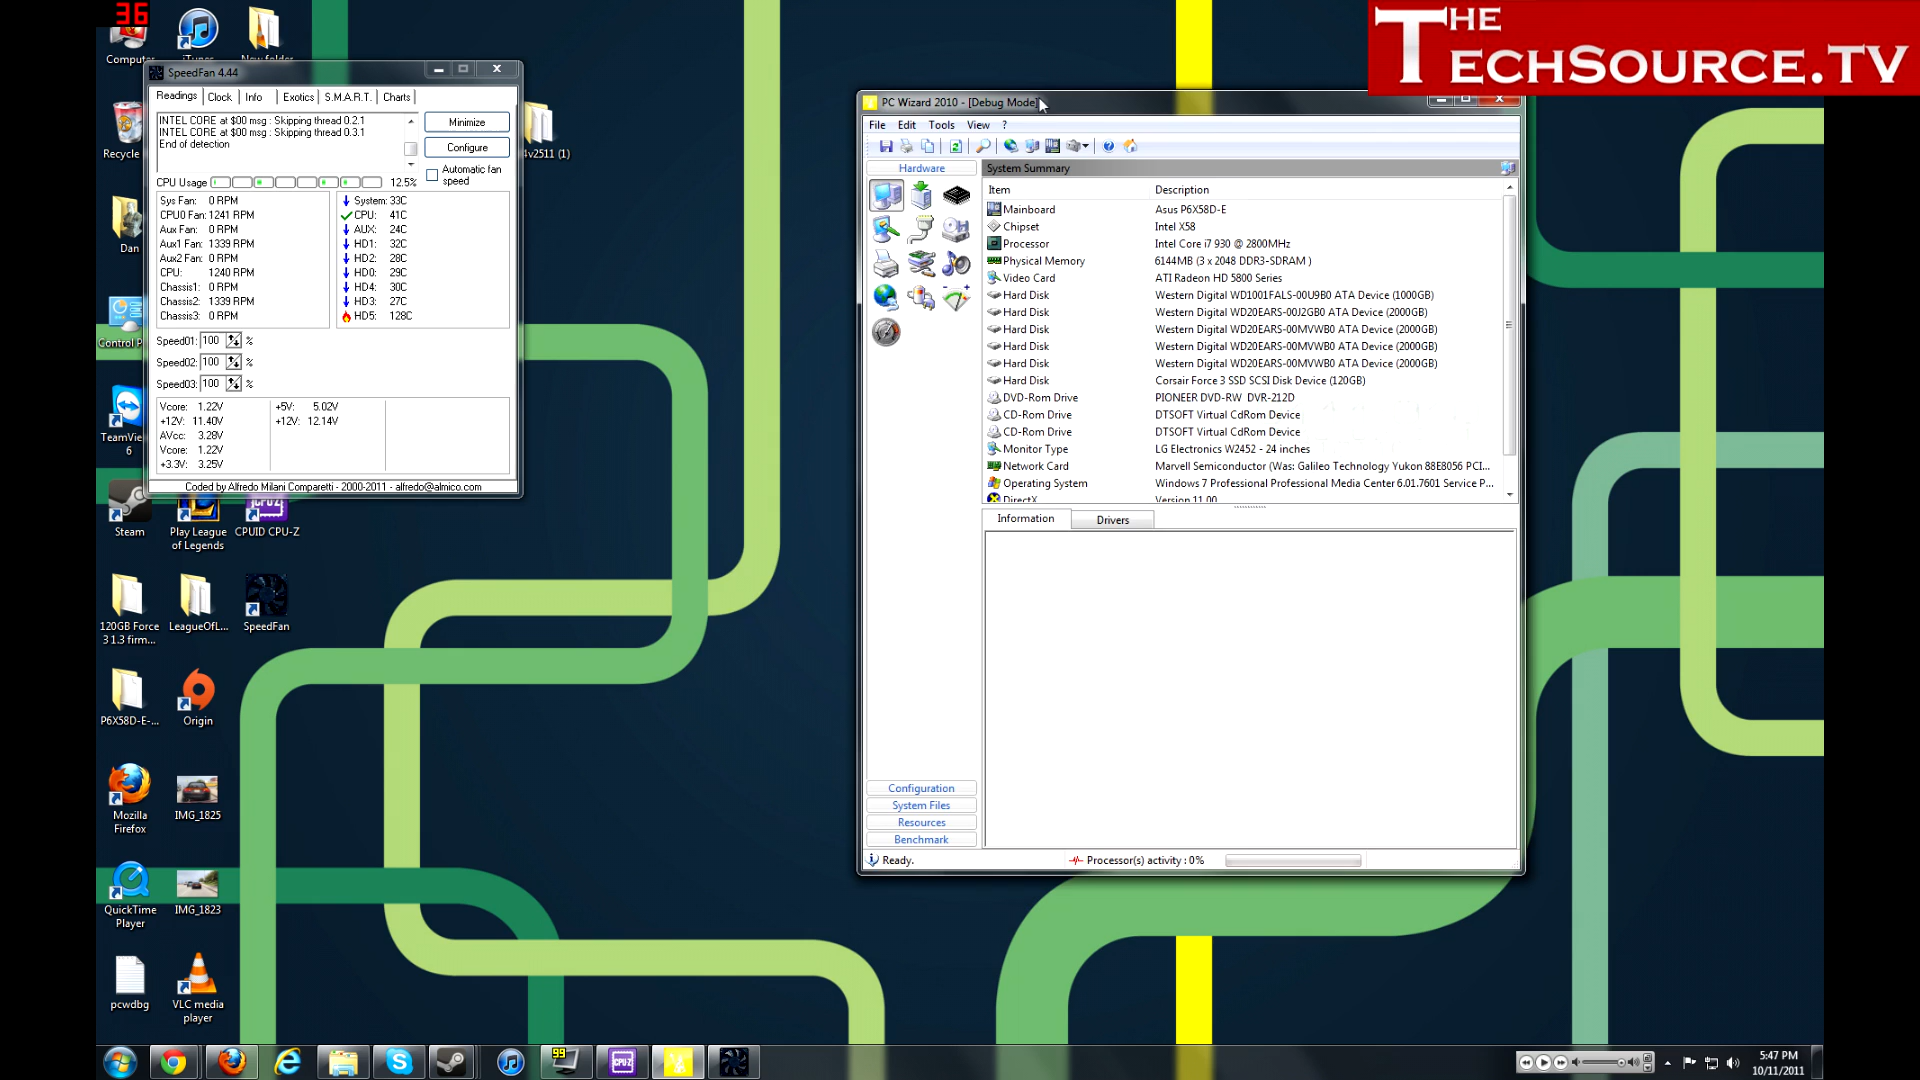 36
THE
TECHSOURCE.TV
Computer
iTunes
New folder
Recycle
Dan
Control P
TeamVie
6
Steam
Play League
of Legends
CPUID CPU-Z
120GB Force
3 1.3 firm...
LeagueOfL...
SpeedFan
P6X58D-E-...
Origin
Mozilla
Firefox
IMG_1825
QuickTime
Player
IMG_1823
pcwdbg
VLC media
player
v2511 (1)
SpeedFan 4.44
Readings Clock Info Exotics S.M.A.R.T. Charts
INTEL CORE at $00 msg : Skipping thread 0.2.1
INTEL CORE at $00 msg : Skipping thread 0.3.1
End of detection
Minimize
Configure
Automatic fan
speed
CPU Usage 12.5%
Sys Fan: 0 RPM
CPU0 Fan: 1241 RPM
Aux Fan: 0 RPM
Aux1 Fan: 1339 RPM
Aux2 Fan: 0 RPM
CPU: 1240 RPM
Chassis1: 0 RPM
Chassis2: 1339 RPM
Chassis3: 0 RPM
System: 33C
CPU: 41C
AUX: 24C
HD1: 32C
HD2: 28C
HD0: 29C
HD4: 30C
HD3: 27C
HD5: 128C
Speed01: 100 %
Speed02: 100 %
Speed03: 100 %
Vcore: 1.22V
+12V: 11.40V
AVcc: 3.28V
Vcore: 1.22V
+3.3V: 3.25V
+5V: 5.02V
+12V: 12.14V
Coded by Alfredo Milani Comparetti - 2000-2011 - alfredo@almico.com
PC Wizard 2010 - [Debug Mode]
File Edit Tools View ?
Hardware
System Summary
Item Description
Mainboard Asus P6X58D-E
Chipset Intel X58
Processor Intel Core i7 930 @ 2800MHz
Physical Memory 6144MB (3 x 2048 DDR3-SDRAM )
Video Card ATI Radeon HD 5800 Series
Hard Disk Western Digital WD1001FALS-00U9B0 ATA Device (1000GB)
Hard Disk Western Digital WD20EARS-00J2GB0 ATA Device (2000GB)
Hard Disk Western Digital WD20EARS-00MVWB0 ATA Device (2000GB)
Hard Disk Western Digital WD20EARS-00MVWB0 ATA Device (2000GB)
Hard Disk Western Digital WD20EARS-00MVWB0 ATA Device (2000GB)
Hard Disk Corsair Force 3 SSD SCSI Disk Device (120GB)
DVD-Rom Drive PIONEER DVD-RW DVR-212D
CD-Rom Drive DTSOFT Virtual CdRom Device
CD-Rom Drive DTSOFT Virtual CdRom Device
Monitor Type LG Electronics W2452 - 24 inches
Network Card Marvell Semiconductor (Was: Galileo Technology Yukon 88E8056 PCI...
Operating System Windows 7 Professional Professional Media Center 6.01.7601 Service P...
DirectX Version 11.00
Information Drivers
Configuration
System Files
Resources
Benchmark
Ready.
Processor(s) activity : 0%
99
CPU-Z
5:47 PM
10/11/2011